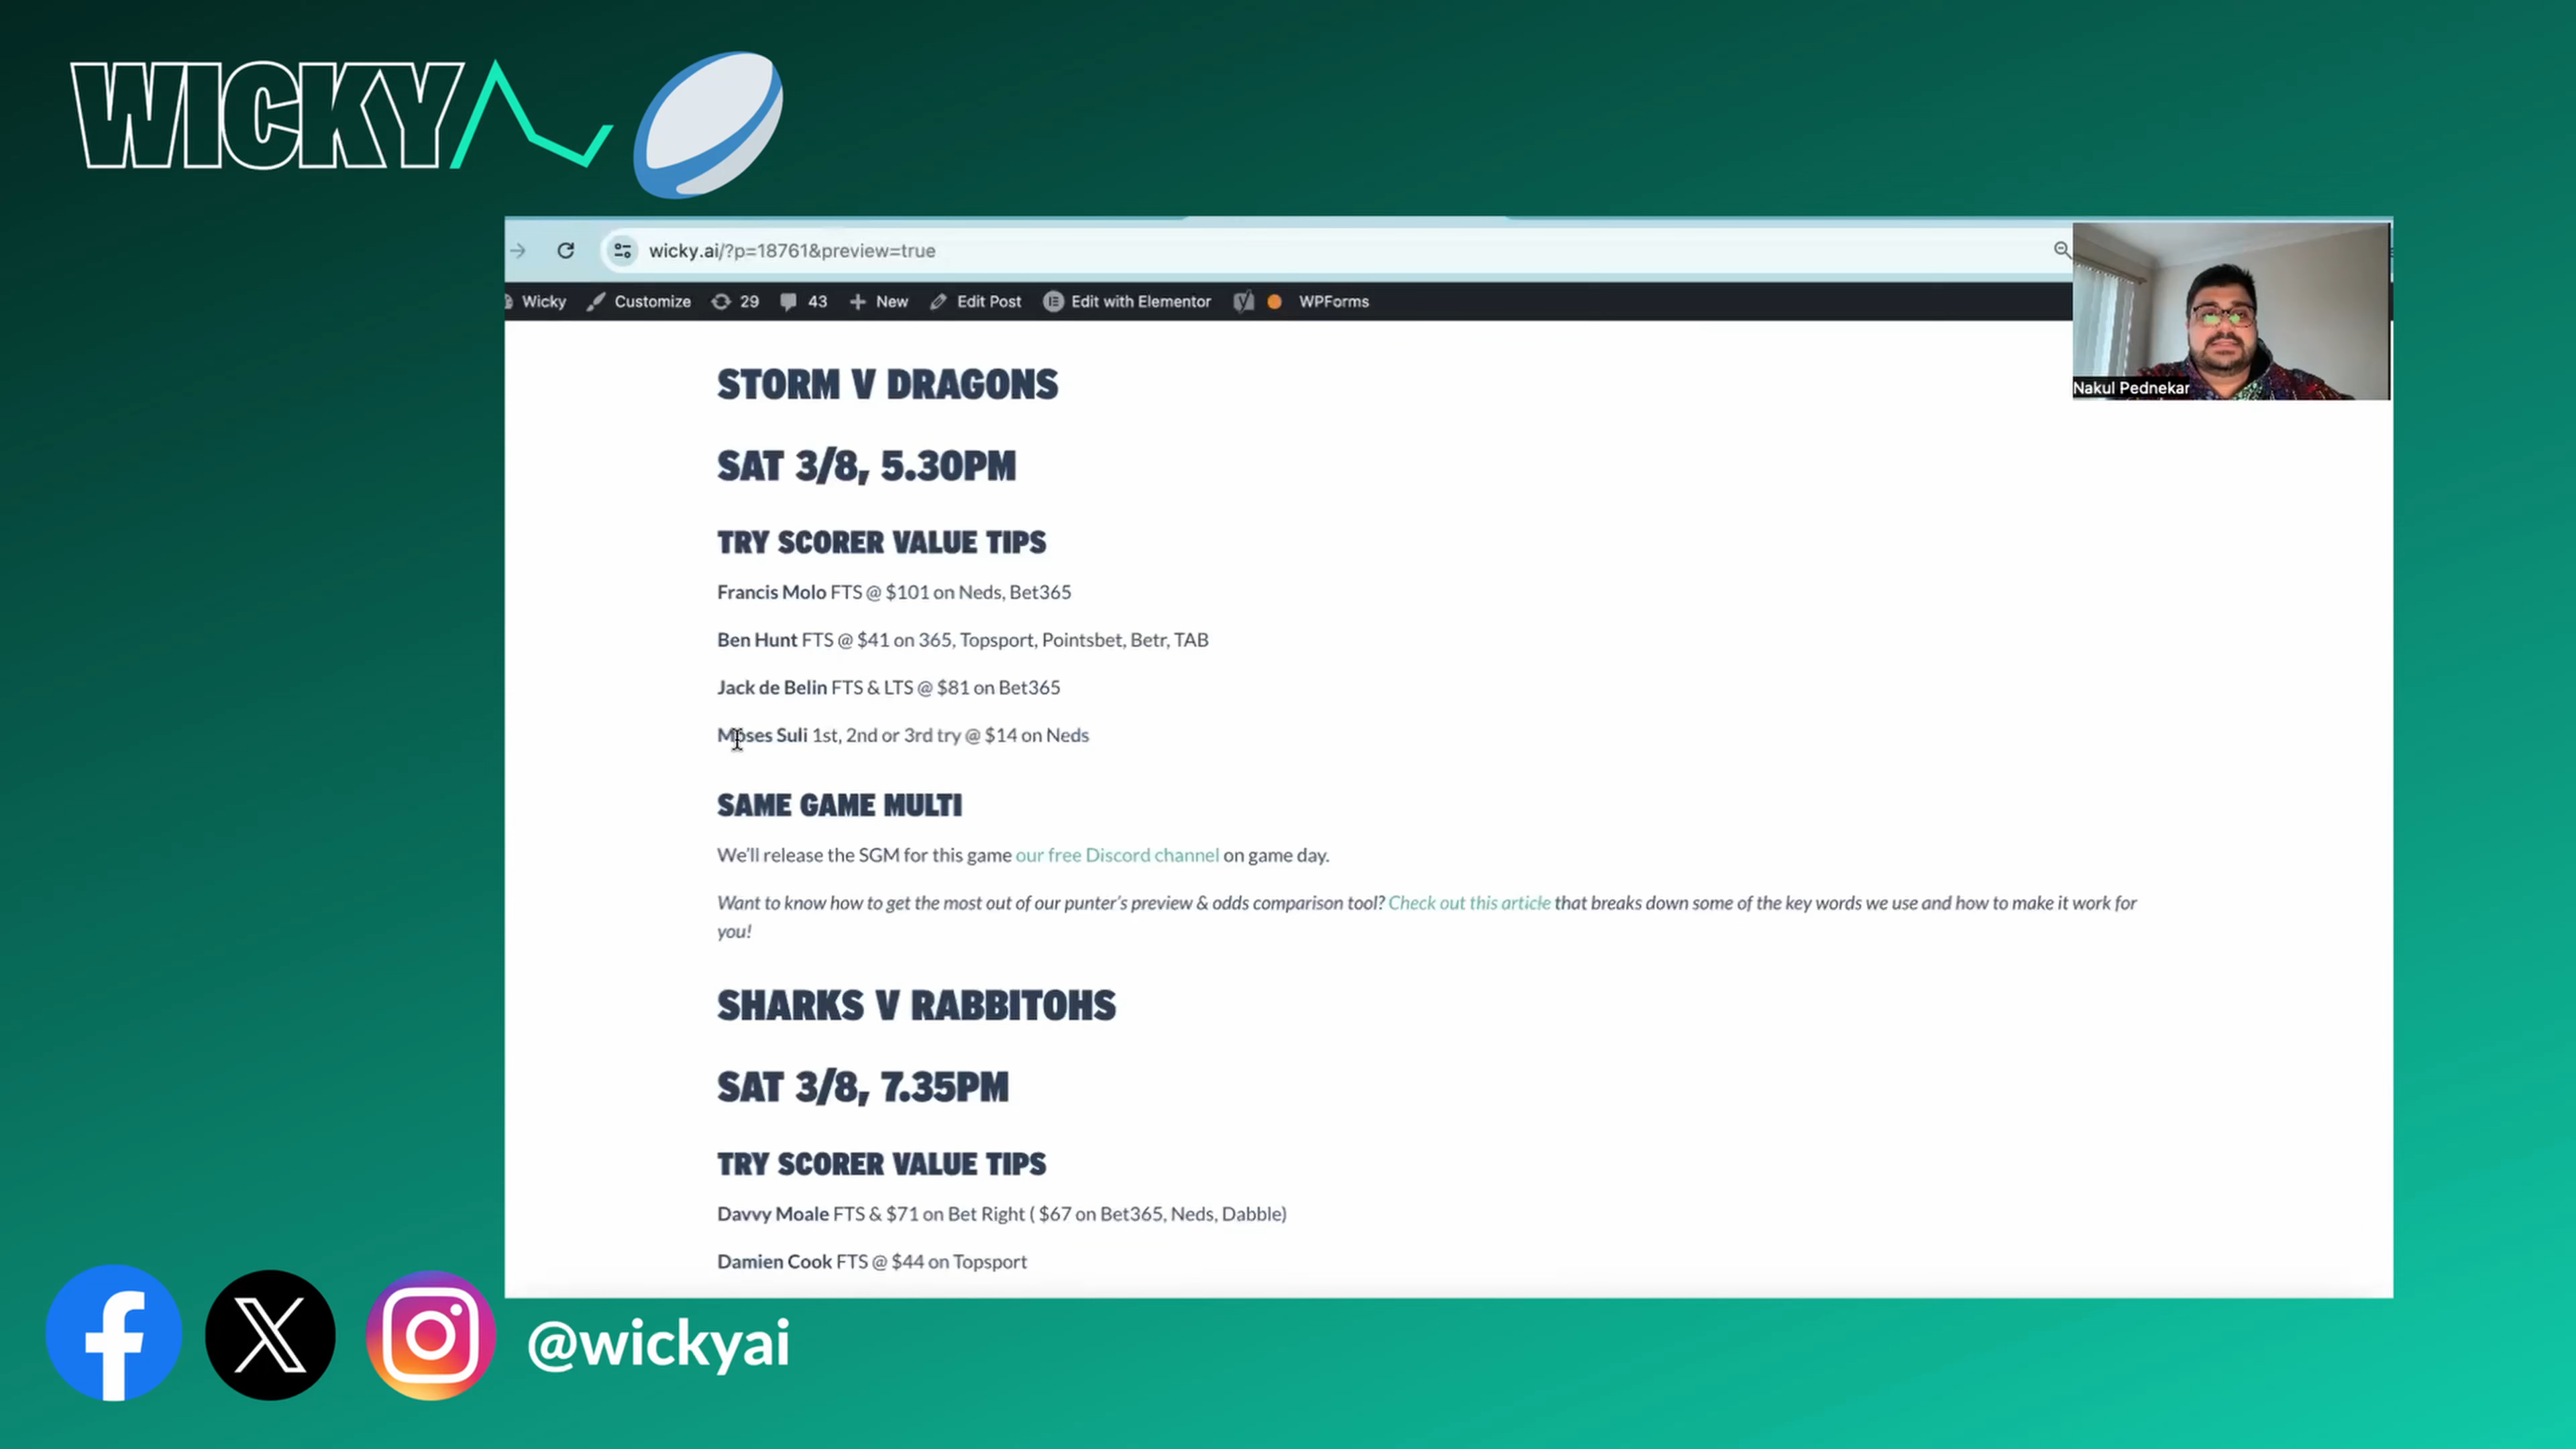 WICKY
wicky.ai/?p=18761&preview=true
Wicky Customize 29 43 New Edit Post Edit with Elementor WPForms
Nakul Pednekar
STORM V DRAGONS
SAT 3/8, 5.30PM
TRY SCORER VALUE TIPS
Francis Molo FTS @ $101 on Neds, Bet365
Ben Hunt FTS @ $41 on 365, Topsport, Pointsbet, Betr, TAB
Jack de Belin FTS & LTS @ $81 on Bet365
Moses Suli 1st, 2nd or 3rd try @ $14 on Neds
SAME GAME MULTI
We'll release the SGM for this game our free Discord channel on game day.
Want to know how to get the most out of our punter's preview & odds comparison tool? Check out this article that breaks down some of the key words we use and how to make it work for
you!
SHARKS V RABBITOHS
SAT 3/8, 7.35PM
TRY SCORER VALUE TIPS
Davvy Moale FTS & $71 on Bet Right ( $67 on Bet365, Neds, Dabble)
Damien Cook FTS @ $44 on Topsport
@wickyai